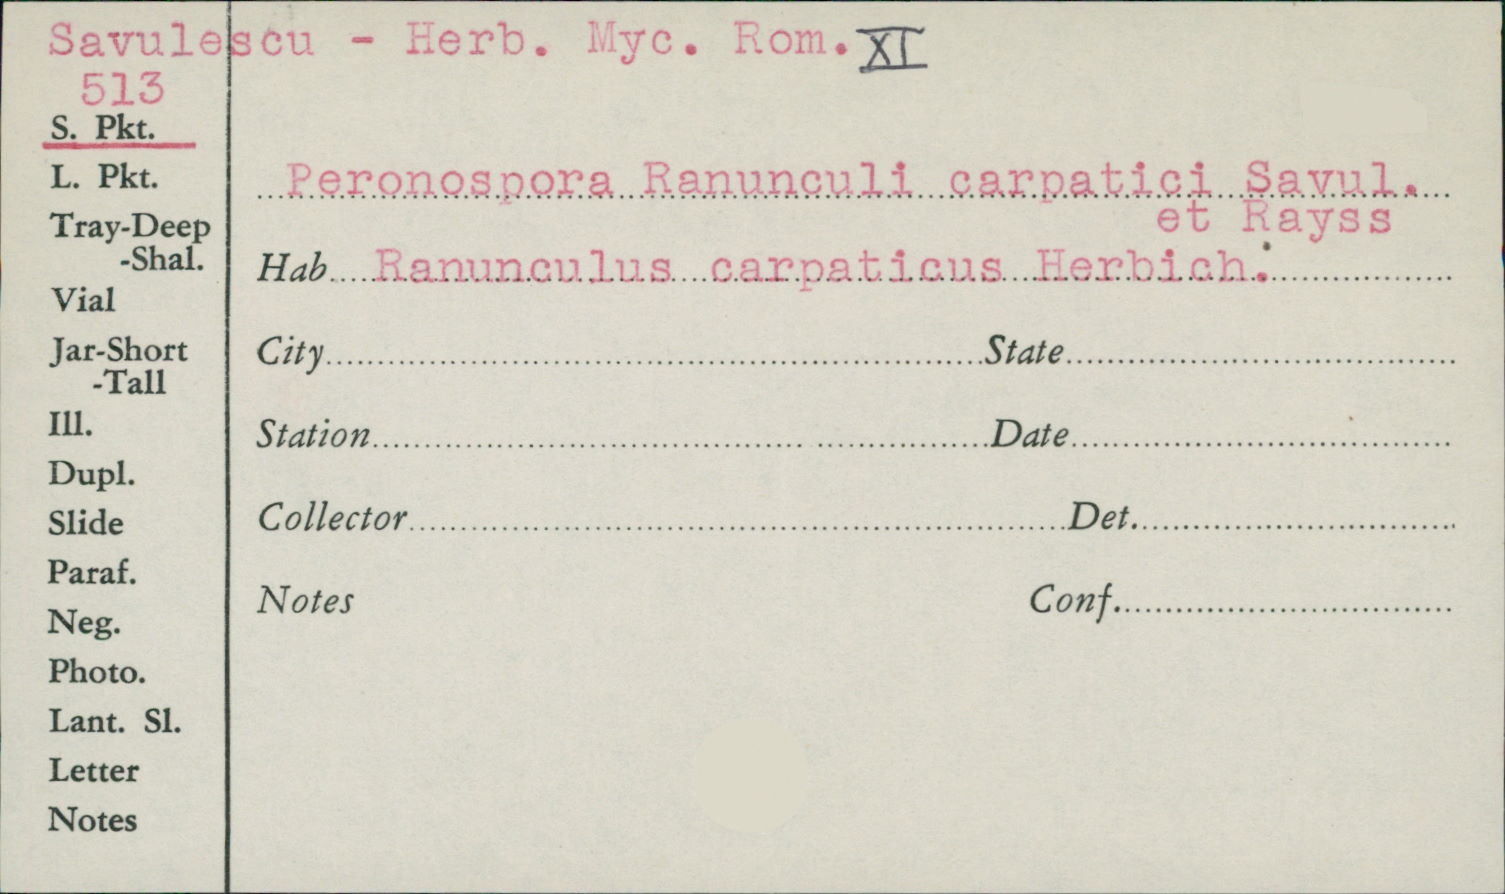 Savulescu - Herb. Myc. Rom. XI
513
S. Pkt.
L. Pkt.
Tray-Deep
-Shal.
Vial
Jar-Short
-Tall
Ill.
Dupl.
Slide
Paraf.
Neg.
Photo.
Lant. Sl.
Letter
Notes
Peronospora Ranunculi carpatici Savul.
et Rayss
Hab. Ranunculus carpaticus Herbich.
City State
Station Date
Collector Det.
Notes Conf.